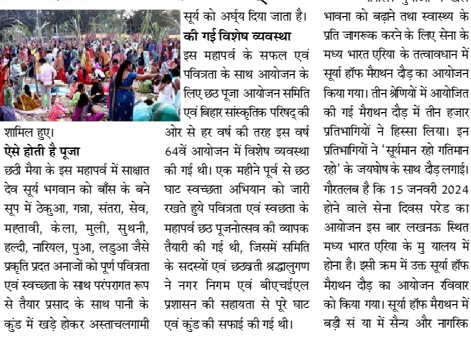 शामिल हुए।
ऐसे होती है पूजा
छठी मैया के इस महापर्व में साक्षात
देव सूर्य भगवान को बाँस के बने
सूप में ठेकुआ, गन्ना, संतरा, सेव,
महतावी, केला, मुली, सुथनी,
हल्दी, नारियल, पुआ, लडुआ जैसे
प्रकृति प्रदत अनाजों को पूर्ण पवित्रता
एवं स्वच्छता के साथ परंपरागत रूप
से तैयार प्रसाद के साथ पानी के
कुंड में खड़े होकर अस्ताचलगामी
सूर्य को अर्घ्य दिया जाता है।
की गई विशेष व्यवस्था
इस महापर्व के सफल एवं
पवित्रता के साथ आयोजन के
लिए छठ पूजा आयोजन समिति
एवं बिहार सांस्कृतिक परिषद् की
ओर से हर वर्ष की तरह इस वर्ष
64वें आयोजन में विशेष व्यवस्था
की गई थी। एक महीने पूर्व से छठ
घाट स्वच्छता अभियान को जारी
रखते हुये पवित्रता एवं स्वछता के
महापर्व छठ पूजनोत्सव की व्यापक
तैयारी की गई थी, जिसमें समिति
के सदस्यों एवं छठव्रती श्रद्धालुगण
ने नगर निगम एवं बीएचईएल
प्रशासन की सहायता से पूरे घाट
एवं कुंड की सफाई की गई थी।
भावना को बढ़ाने तथा स्वास्थ्य के
प्रति जागरूक करने के लिए सेना के
मध्य भारत एरिया के तत्वावधान में
सूर्या हॉफ मैराथन दौड़ का आयोजन
किया गया। तीन श्रेणियों में आयोजित
की गई मैराथन दौड़ में तीन हजार
प्रतिभागियों ने हिस्सा लिया। इन
प्रतिभागियों ने 'सूर्यमान रहो गतिमान
रहो' के जयघोष के साथ दौड़ लगाई।
गौरतलब है कि 15 जनवरी 2024
होने वाले सेना दिवस परेड का
आयोजन इस बार लखनऊ स्थित
मध्य भारत एरिया के मु यालय में
होना है। इसी क्रम में उक्त सूर्या हॉफ
मैराथन दौड़ का आयोजन रविवार
को किया गया। सूर्या हॉफ मैराथन में
बड़ी सं या में सैन्य और नागरिक